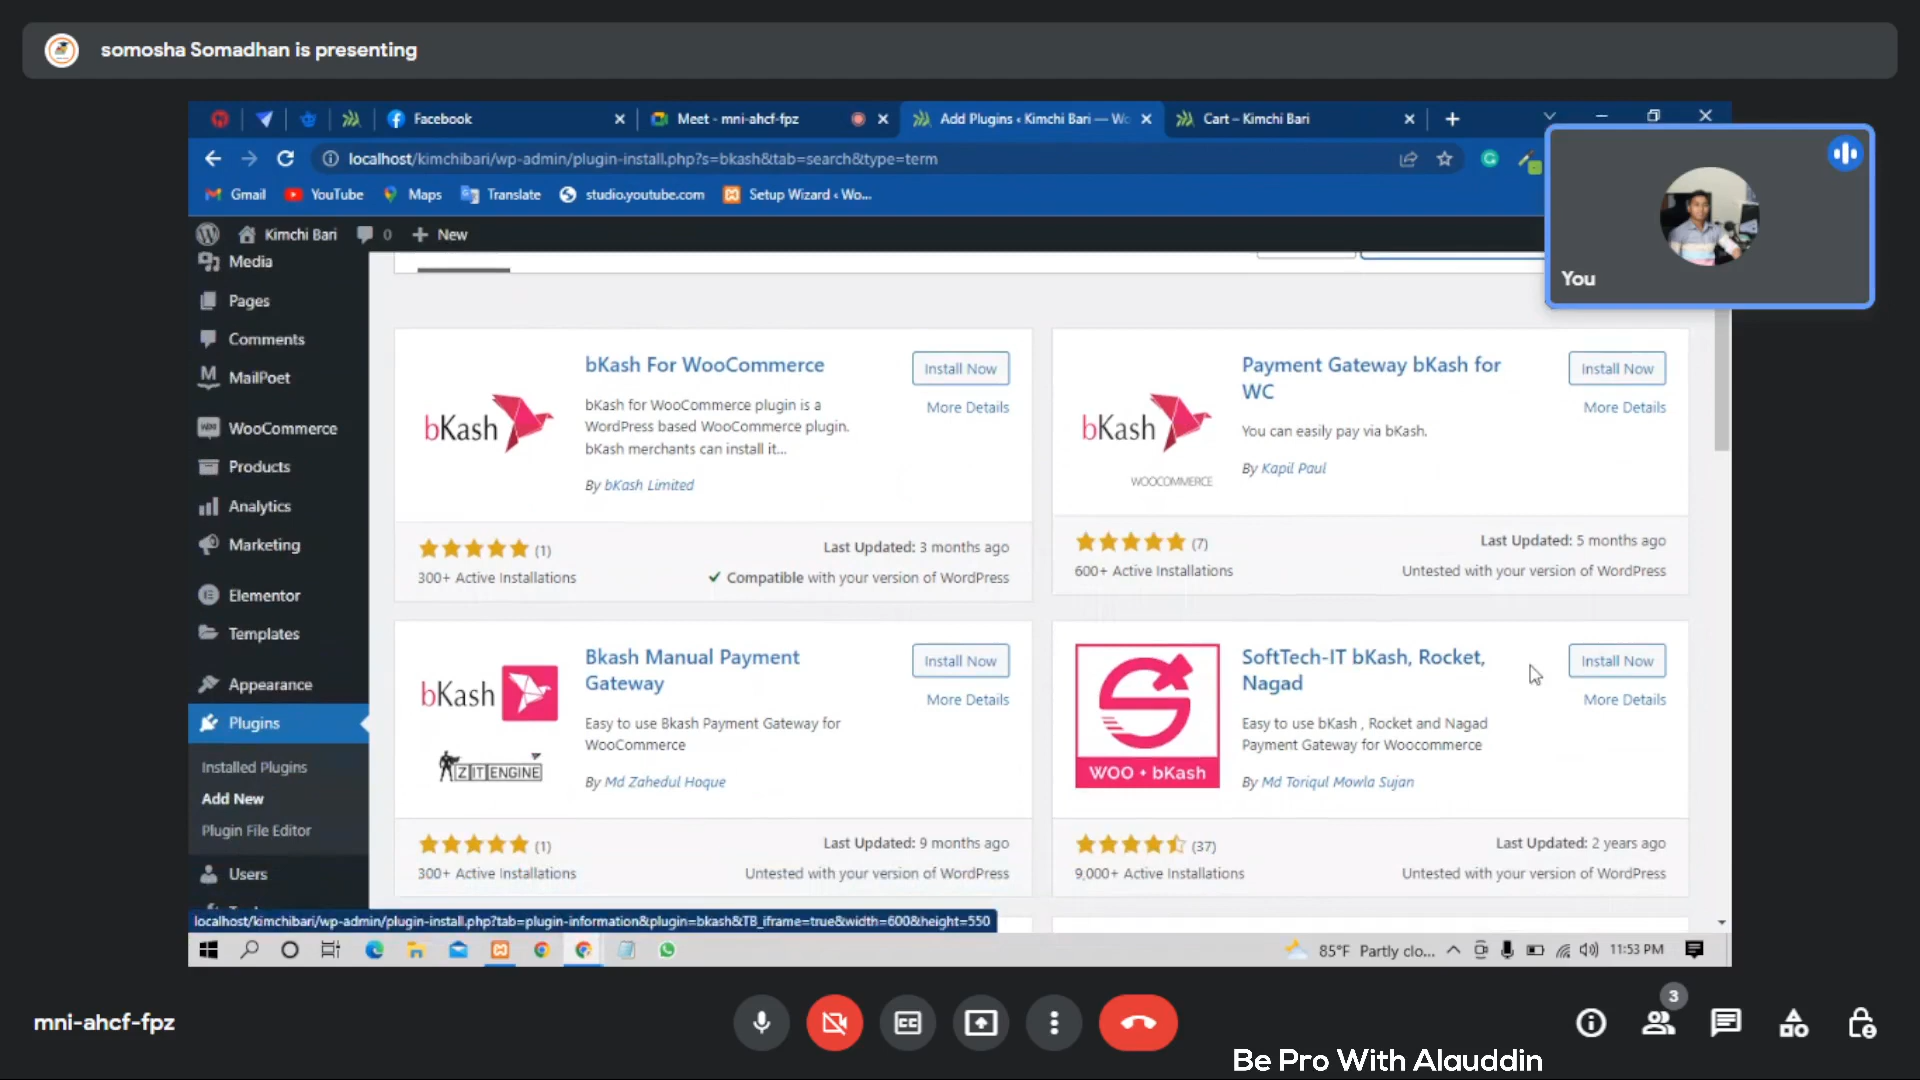 somosha Somadhan is presenting
Facebook
Meet - mni-ahcf-fpz
Add Plugins ‹ Kimchi Bari — Wo
Cart – Kimchi Bari
localhost/kimchibari/wp-admin/plugin-install.php?s=bkash&tab=search&type=term
Gmail
YouTube
Maps
Translate
studio.youtube.com
Setup Wizard ‹ Wo...
Kimchi Bari
0
New
You
Media
Pages
Comments
MailPoet
WooCommerce
Products
Analytics
Marketing
Elementor
Templates
Appearance
Plugins
Installed Plugins
Add New
Plugin File Editor
Users
bKash
bKash For WooCommerce
bKash for WooCommerce plugin is a
WordPress based WooCommerce plugin.
bKash merchants can install it...
By bKash Limited
Install Now
More Details
(1)
300+ Active Installations
Last Updated: 3 months ago
Compatible with your version of WordPress
bKash
WOOCOMMERCE
Payment Gateway bKash for
WC
You can easily pay via bKash.
By Kapil Paul
Install Now
More Details
(7)
600+ Active Installations
Last Updated: 5 months ago
Untested with your version of WordPress
bKash
ZITENGINE
Bkash Manual Payment
Gateway
Easy to use Bkash Payment Gateway for
WooCommerce
By Md Zahedul Hoque
Install Now
More Details
(1)
300+ Active Installations
Last Updated: 9 months ago
Untested with your version of WordPress
WOO + bKash
SoftTech-IT bKash, Rocket,
Nagad
Easy to use bKash , Rocket and Nagad
Payment Gateway for Woocommerce
By Md Toriqul Mowla Sujan
Install Now
More Details
(37)
9,000+ Active Installations
Last Updated: 2 years ago
Untested with your version of WordPress
localhost/kimchibari/wp-admin/plugin-install.php?tab=plugin-information&plugin=bkash&TB_iframe=true&width=600&height=550
85°F Partly clo...
11:53 PM
mni-ahcf-fpz
3
Be Pro With Alauddin